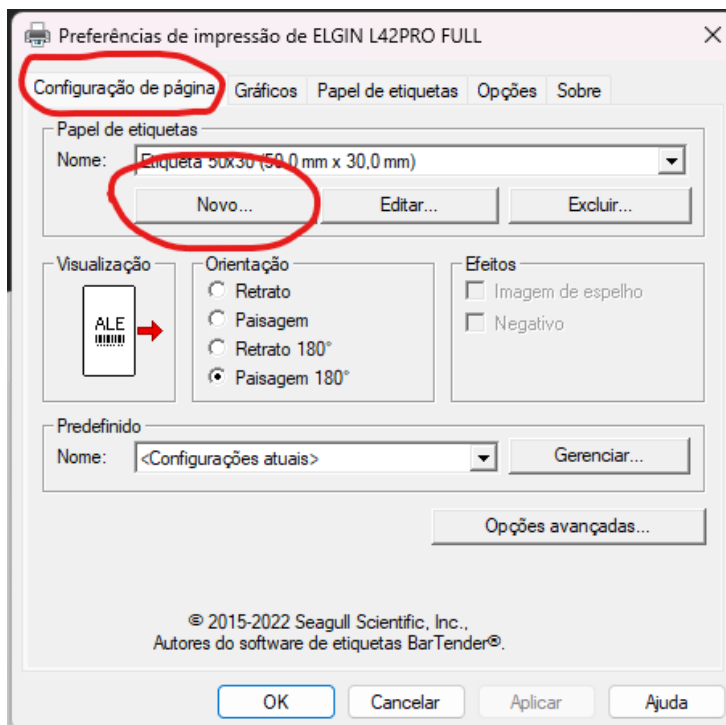 Preferências de impressão de ELGIN L42PRO FULL
Configuração de página Gráficos Papel de etiquetas Opções Sobre
Papel de etiquetas
Nome: Etiqueta 50x30 (50,0 mm x 30,0 mm)
Novo... Editar... Excluir...
Visualização Orientação Efeitos
ALE
Retrato
Paisagem
Retrato 180°
Paisagem 180°
Imagem de espelho
Negativo
Predefinido
Nome: <Configurações atuais> Gerenciar...
Opções avançadas...
© 2015-2022 Seagull Scientific, Inc.,
Autores do software de etiquetas BarTender®.
OK Cancelar Aplicar Ajuda